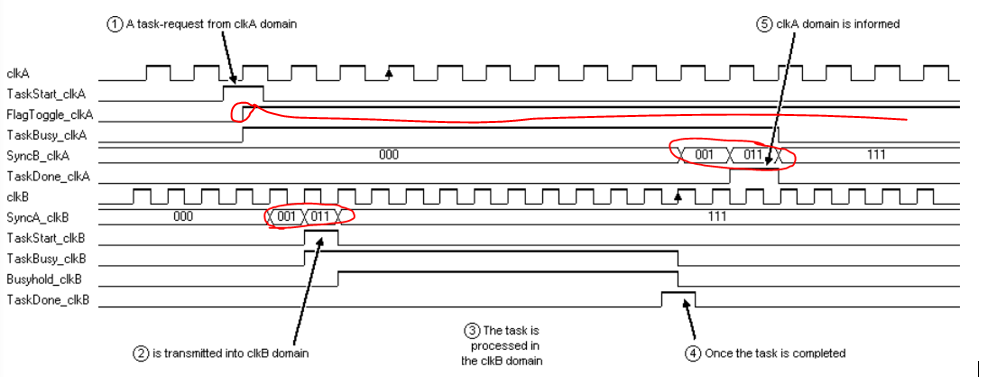 ① A task-request from clkA domain
⑤ clkA domain is informed
clkA
TaskStart_clkA
FlagToggle_clkA
TaskBusy_clkA
SyncB_clkA 000 001 011 111
TaskDone_clkA
clkB
SyncA_clkB 000 001 011 111
TaskStart_clkB
TaskBusy_clkB
Busyhold_clkB
TaskDone_clkB
② is transmitted into clkB domain
③ The task is
processed in
the clkB domain
④ Once the task is completed